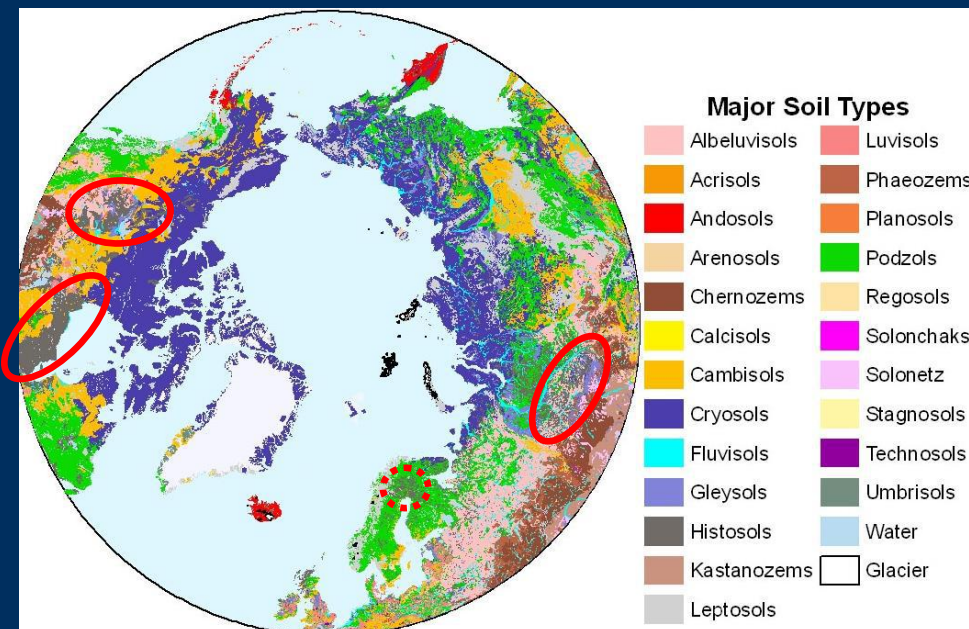 Major Soil Types
Albeluvisols
Acrisols
Andosols
Arenosols
Chernozems
Calcisols
Cambisols
Cryosols
Fluvisols
Gleysols
Histosols
Kastanozems
Leptosols
Luvisols
Phaeozems
Planosols
Podzols
Regosols
Solonchaks
Solonetz
Stagnosols
Technosols
Umbrisols
Water
Glacier